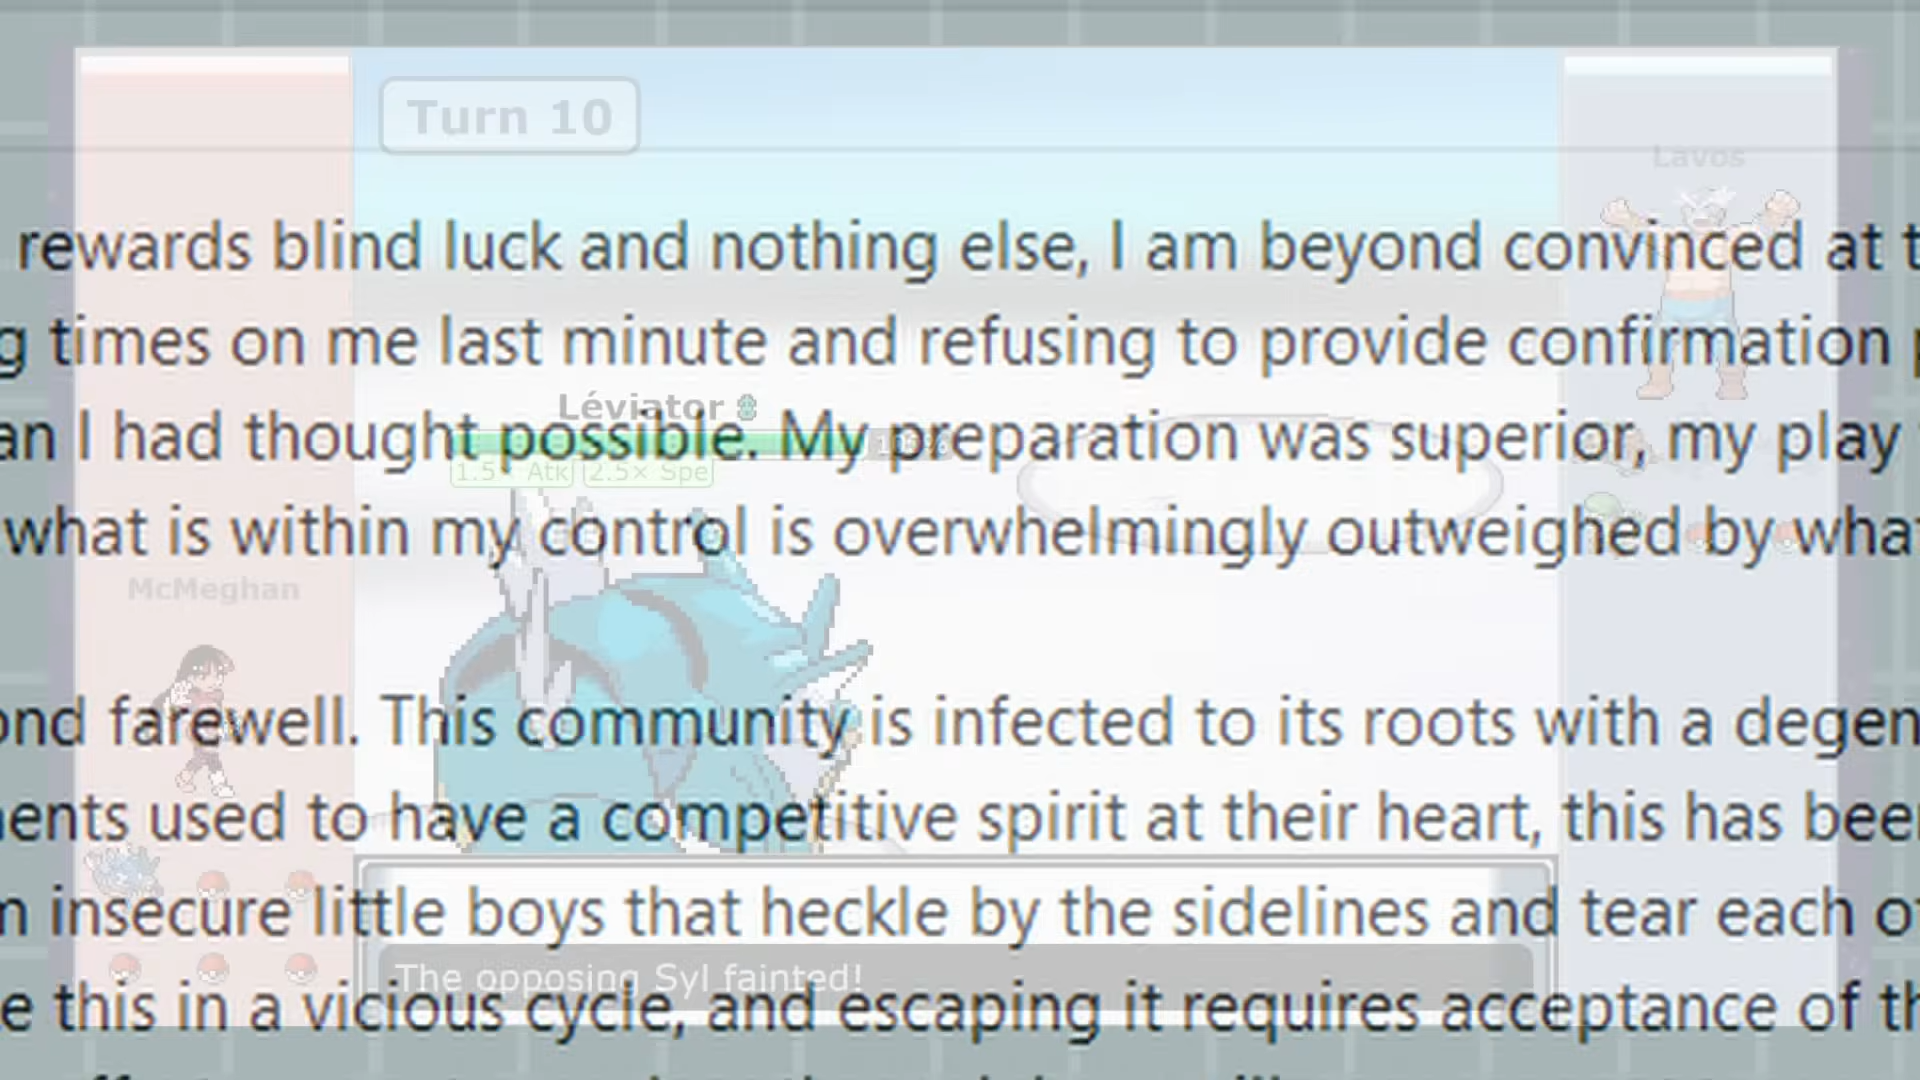 Turn 10
Lavos
rewards blind luck and nothing else, I am beyond convinced at t
g times on me last minute and refusing to provide confirmation p
Léviator
an I had thought possible. My preparation was superior, my play
1.5× Atk 2.5× Spe
what is within my control is overwhelmingly outweighed by what
McMeghan
ond farewell. This community is infected to its roots with a degen
ents used to have a competitive spirit at their heart, this has bee
n insecure little boys that heckle by the sidelines and tear each o
The opposing Syl fainted!
e this in a vicious cycle, and escaping it requires acceptance of th